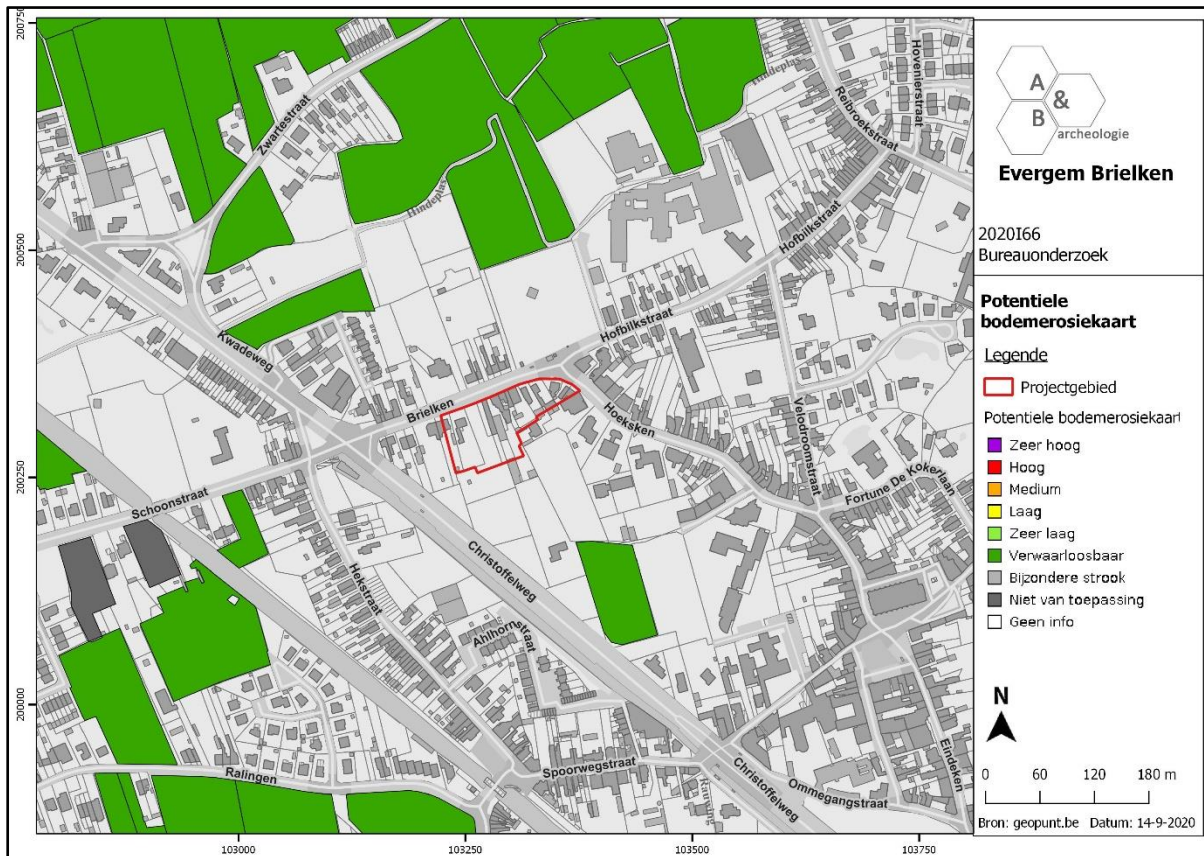 200750
200500
200250
200000
103000
103250
103500
103750
Zwartestraat
Hindeplas
Hindeplas
Reibroekstraat
Hovenierstraat
Hofbilkstraat
Hofbilkstraat
Kwadeweg
Brielken
Hoeksken
Velodroomstraat
Fortune De Kokerlaan
Schoonstraat
Hekstraat
Christoffelweg
Ahlhornstraat
Spoorwegstraat
Ralingen
Christoffelweg
Ommegangstraat
Eindeken
A
&
B
archeologie
Evergem Brielken
2020I66
Bureauonderzoek
Potentiele
bodemerosiekaart
Legende
Projectgebied
Potentiele bodemerosiekaart
Zeer hoog
Hoog
Medium
Laag
Zeer laag
Verwaarloosbaar
Bijzondere strook
Niet van toepassing
Geen info
N
0 60 120 180 m
Bron: geopunt.be Datum: 14-9-2020